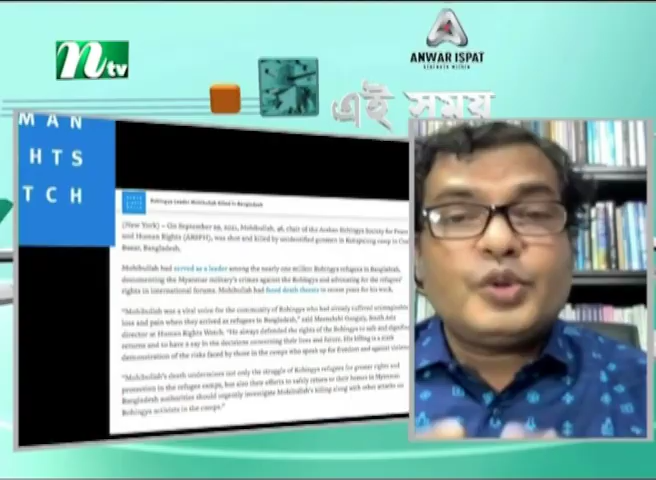 ntv
ANWAR ISPAT
এই সময়
MAN
HTS
TCH
Rohingya Leader Mohibullah Killed in Bangladesh
(New York) – On September 29, 2021, Mohibullah, 46, chair of the Arakan Rohingya Society for Peace
and Human Rights (ARSPH), was shot and killed by unidentified gunmen in Kutupalong camp in Cox's
Bazar, Bangladesh.
Mohibullah had served as a leader among the nearly one million Rohingya refugees in Bangladesh,
documenting the Myanmar military's crimes against the Rohingya and advocating for the refugees'
rights in international forums. Mohibullah had faced death threats in recent years for his work.
"Mohibullah was a vital voice for the community of Rohingya who had already suffered unimaginable
loss and pain when they arrived as refugees in Bangladesh," said Meenakshi Ganguly, South Asia
director at Human Rights Watch. "He always defended the rights of the Rohingya to safe and dignified
returns and to have a say in the decisions concerning their lives and future. His killing is a stark
demonstration of the risks faced by those in the camps who speak up for freedom and against violence.
"Mohibullah's death undermines not only the struggle of Rohingya refugees for greater rights and
protection in the refugee camps, but also their efforts to safely return to their homes in Myanmar.
Bangladesh authorities should urgently investigate Mohibullah's killing along with other attacks on
Rohingya activists in the camps."